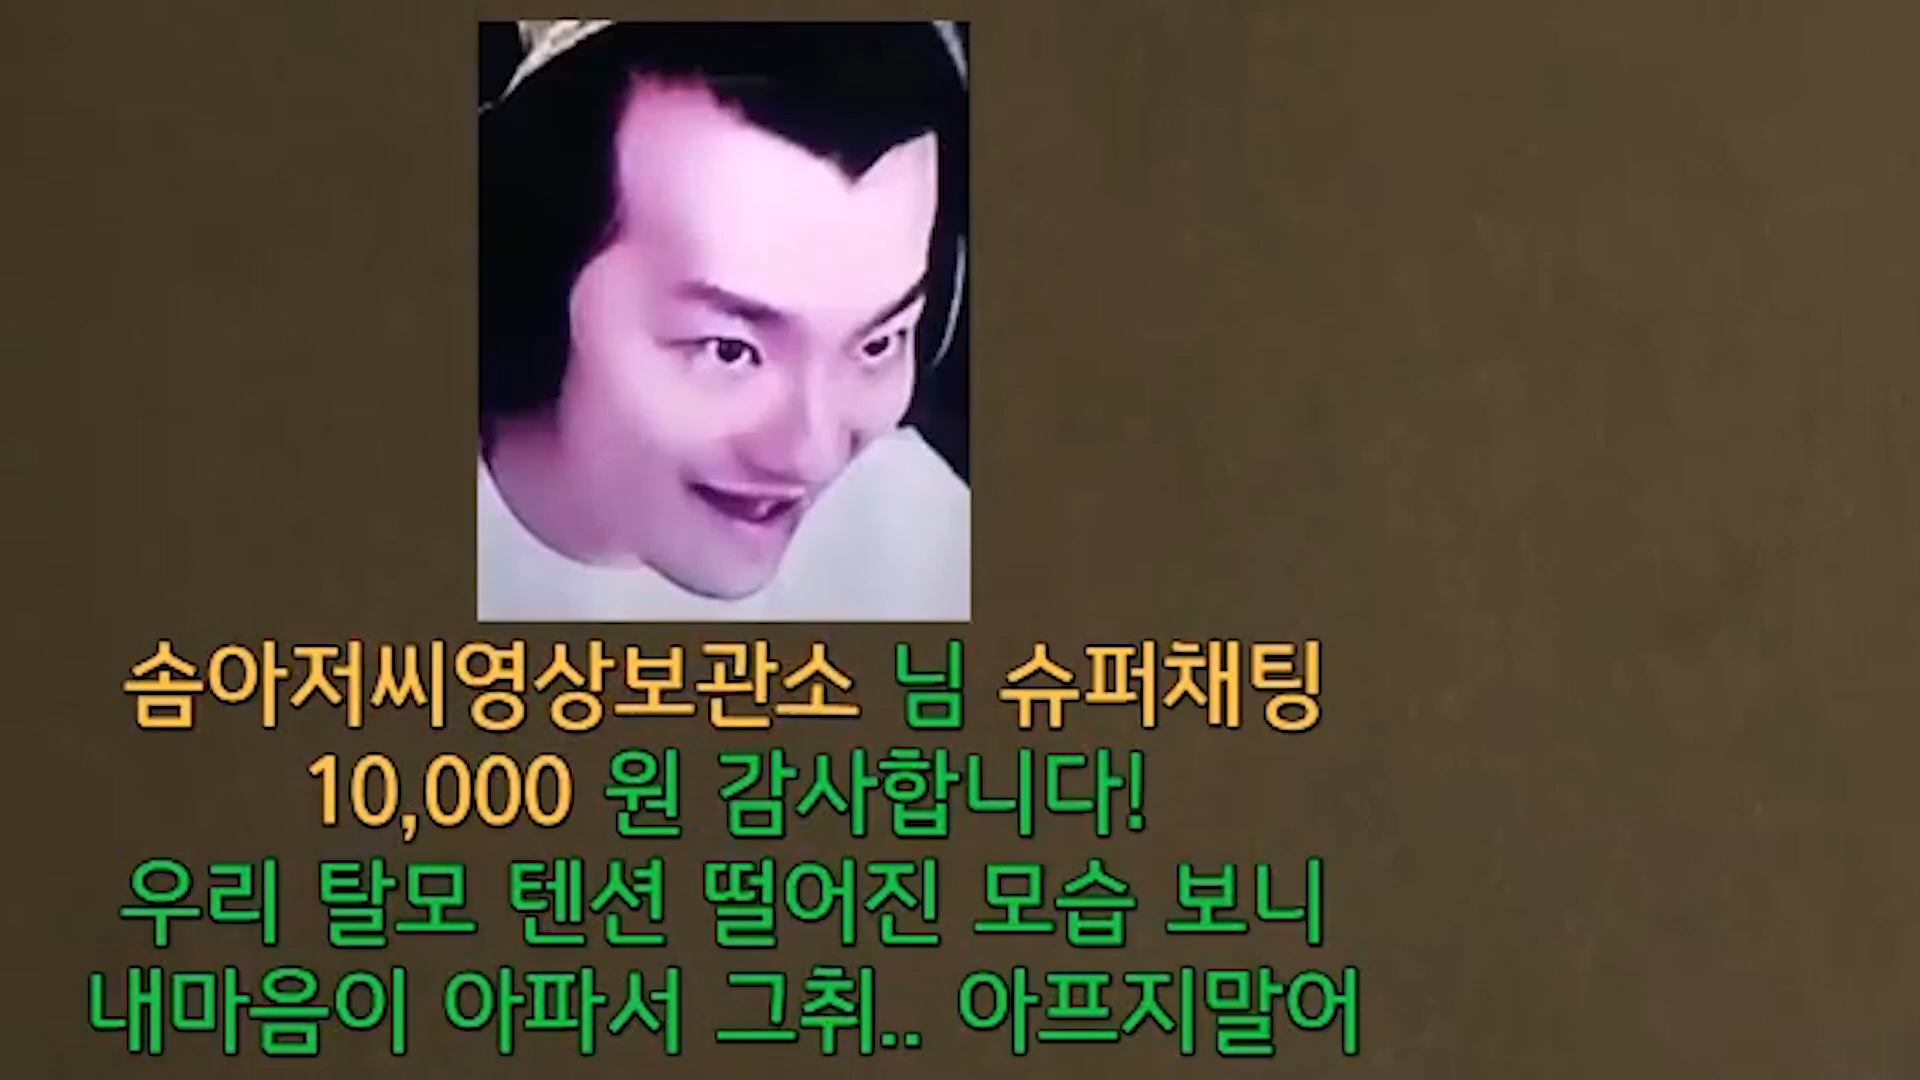 솜아저씨영상보관소 님 슈퍼채팅
10,000 원 감사합니다!
우리 탈모 텐션 떨어진 모습 보니
내마음이 아파서 그취.. 아프지말어